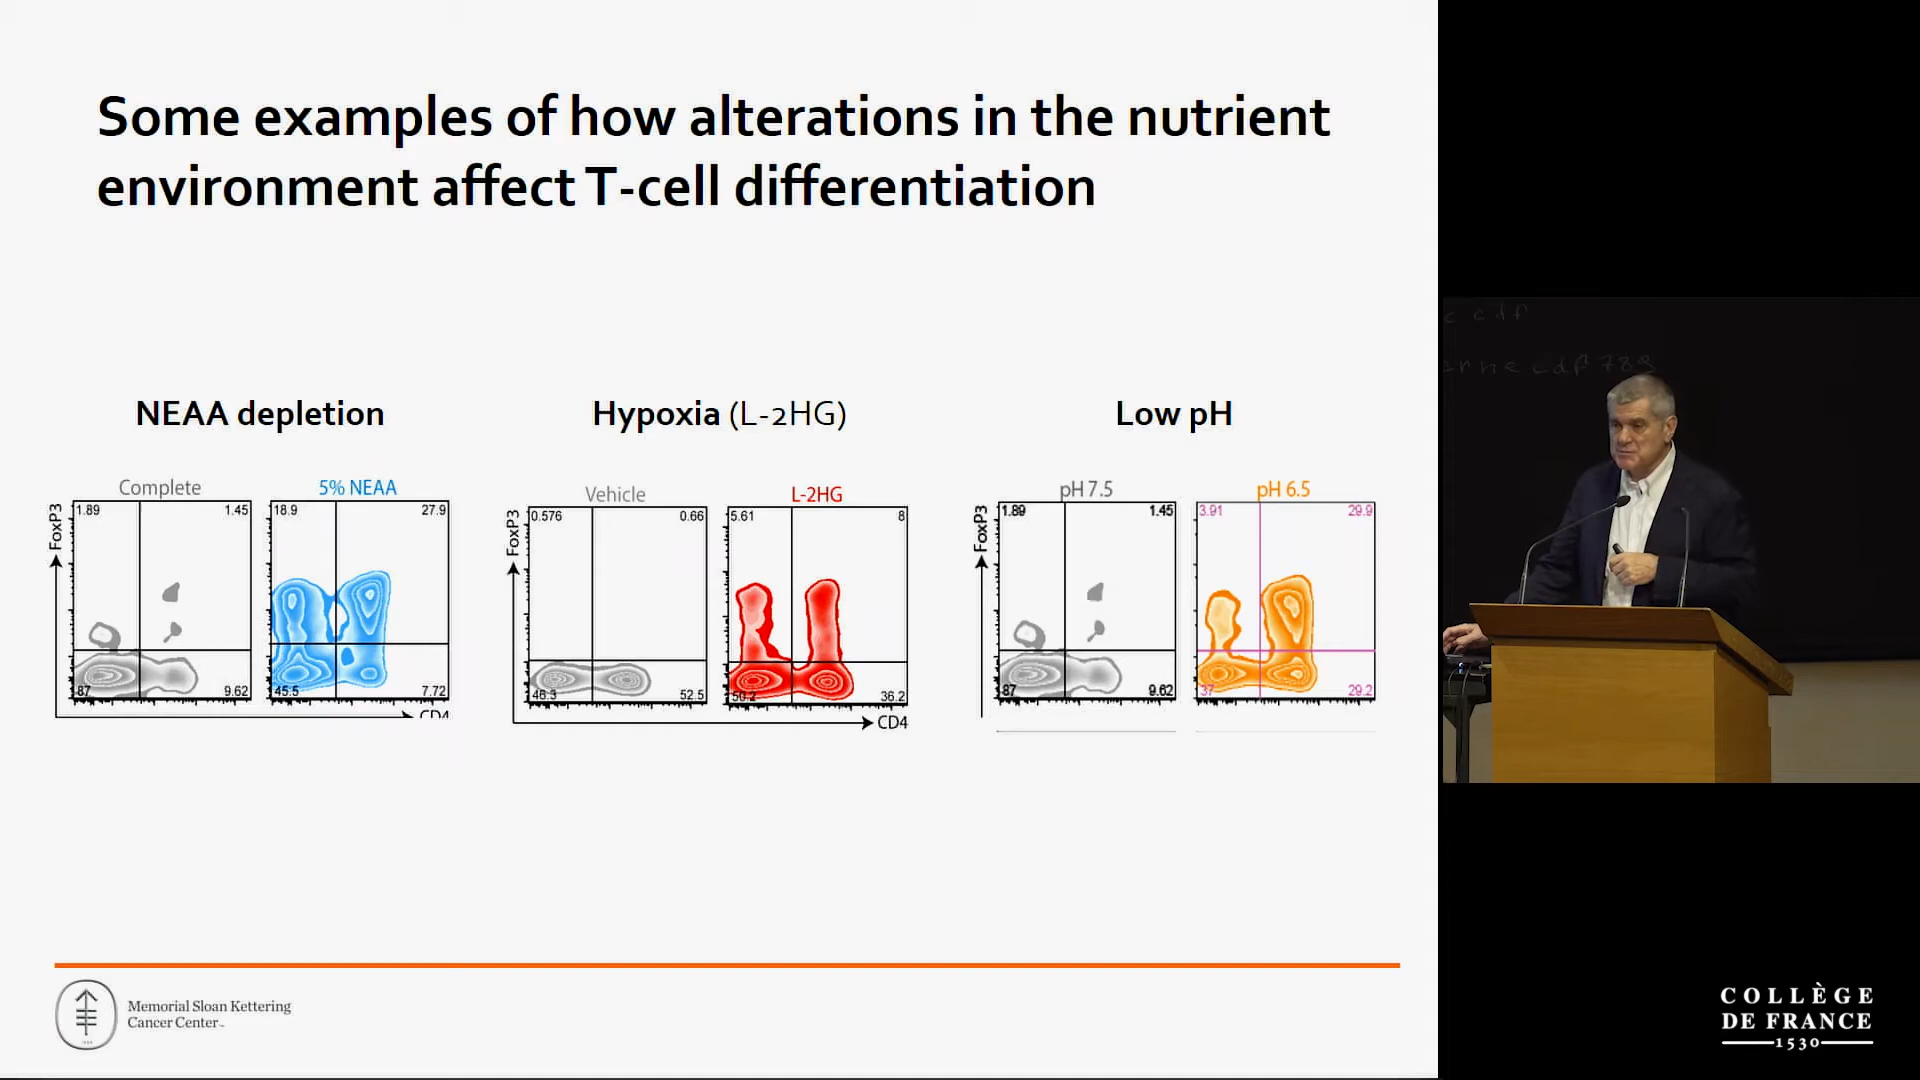 Some examples of how alterations in the nutrient
environment affect T-cell differentiation
NEAA depletion
Complete
5% NEAA
FoxP3
1.89
1.45
87
9.62
18.9
27.9
45.5
7.72
CD4
Hypoxia (L-2HG)
Vehicle
L-2HG
FoxP3
0.576
0.66
46.3
52.5
5.61
8
50.2
36.2
CD4
Low pH
pH 7.5
pH 6.5
FoxP3
1.89
1.45
87
9.62
3.91
29.9
37
29.2
Memorial Sloan Kettering
Cancer Center
c cdf
cdf 789
COLLÈGE
DE FRANCE
1530